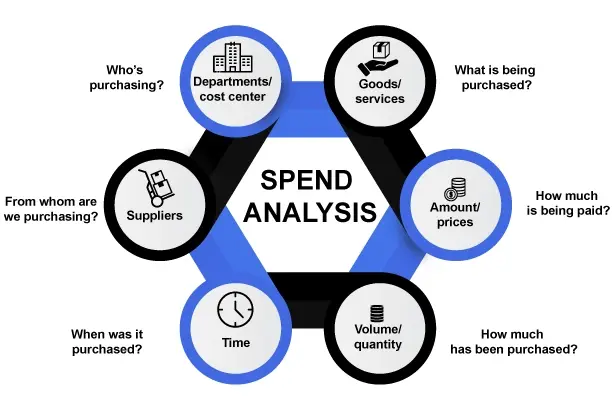 Who's
purchasing?
Departments/
cost center
Goods/
services
What is being
purchased?
From whom are
we purchasing?
Suppliers
SPEND
ANALYSIS
Amount/
prices
How much
is being paid?
When was it
purchased?
Time
Volume/
quantity
How much
has been purchased?